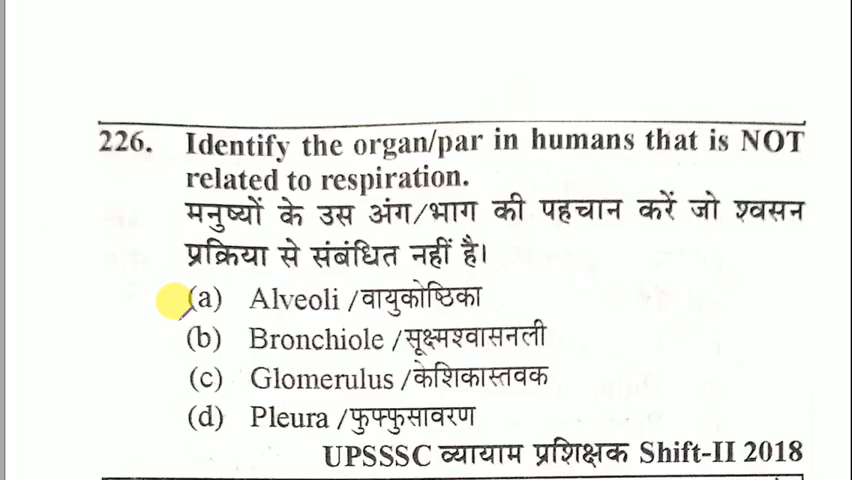 226. Identify the organ/par in humans that is NOT
related to respiration.
मनुष्यों के उस अंग/भाग की पहचान करें जो श्वसन
प्रक्रिया से संबंधित नहीं है।
(a) Alveoli /वायुकोष्ठिका
(b) Bronchiole /सूक्ष्मश्वासनली
(c) Glomerulus /केशिकास्तवक
(d) Pleura /फुफ्फुसावरण
UPSSSC व्यायाम प्रशिक्षक Shift-II 2018